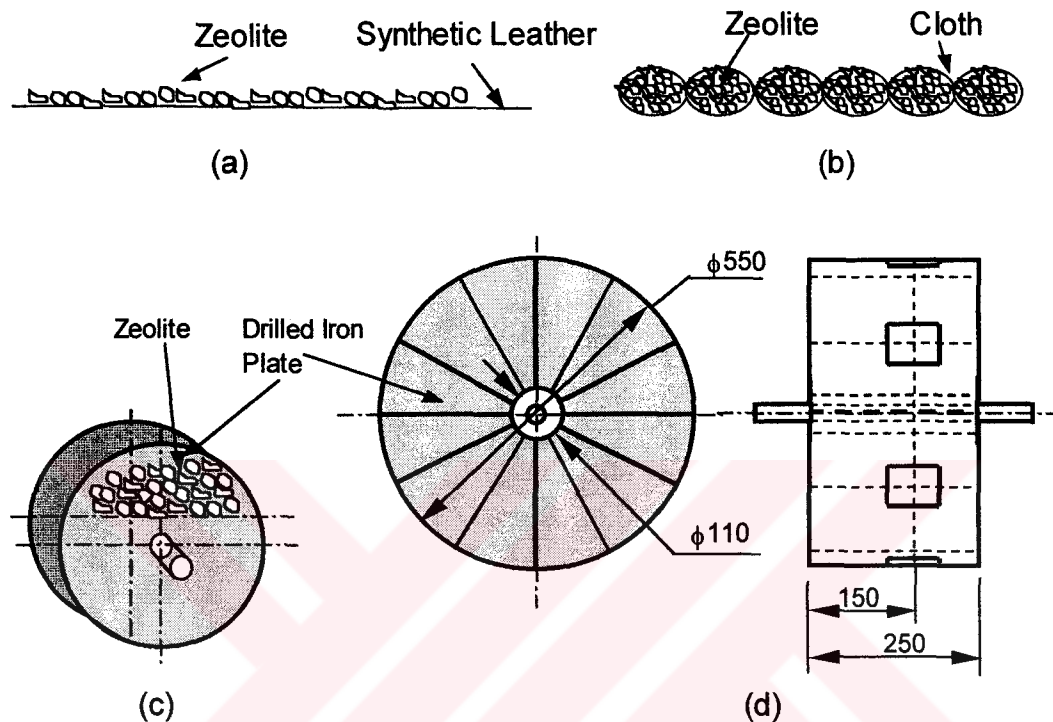 Zeolite
Synthetic Leather
(a)
Zeolite
Cloth
(b)
Zeolite
Drilled Iron
Plate
(c)
ϕ550
ϕ110
150
250
(d)